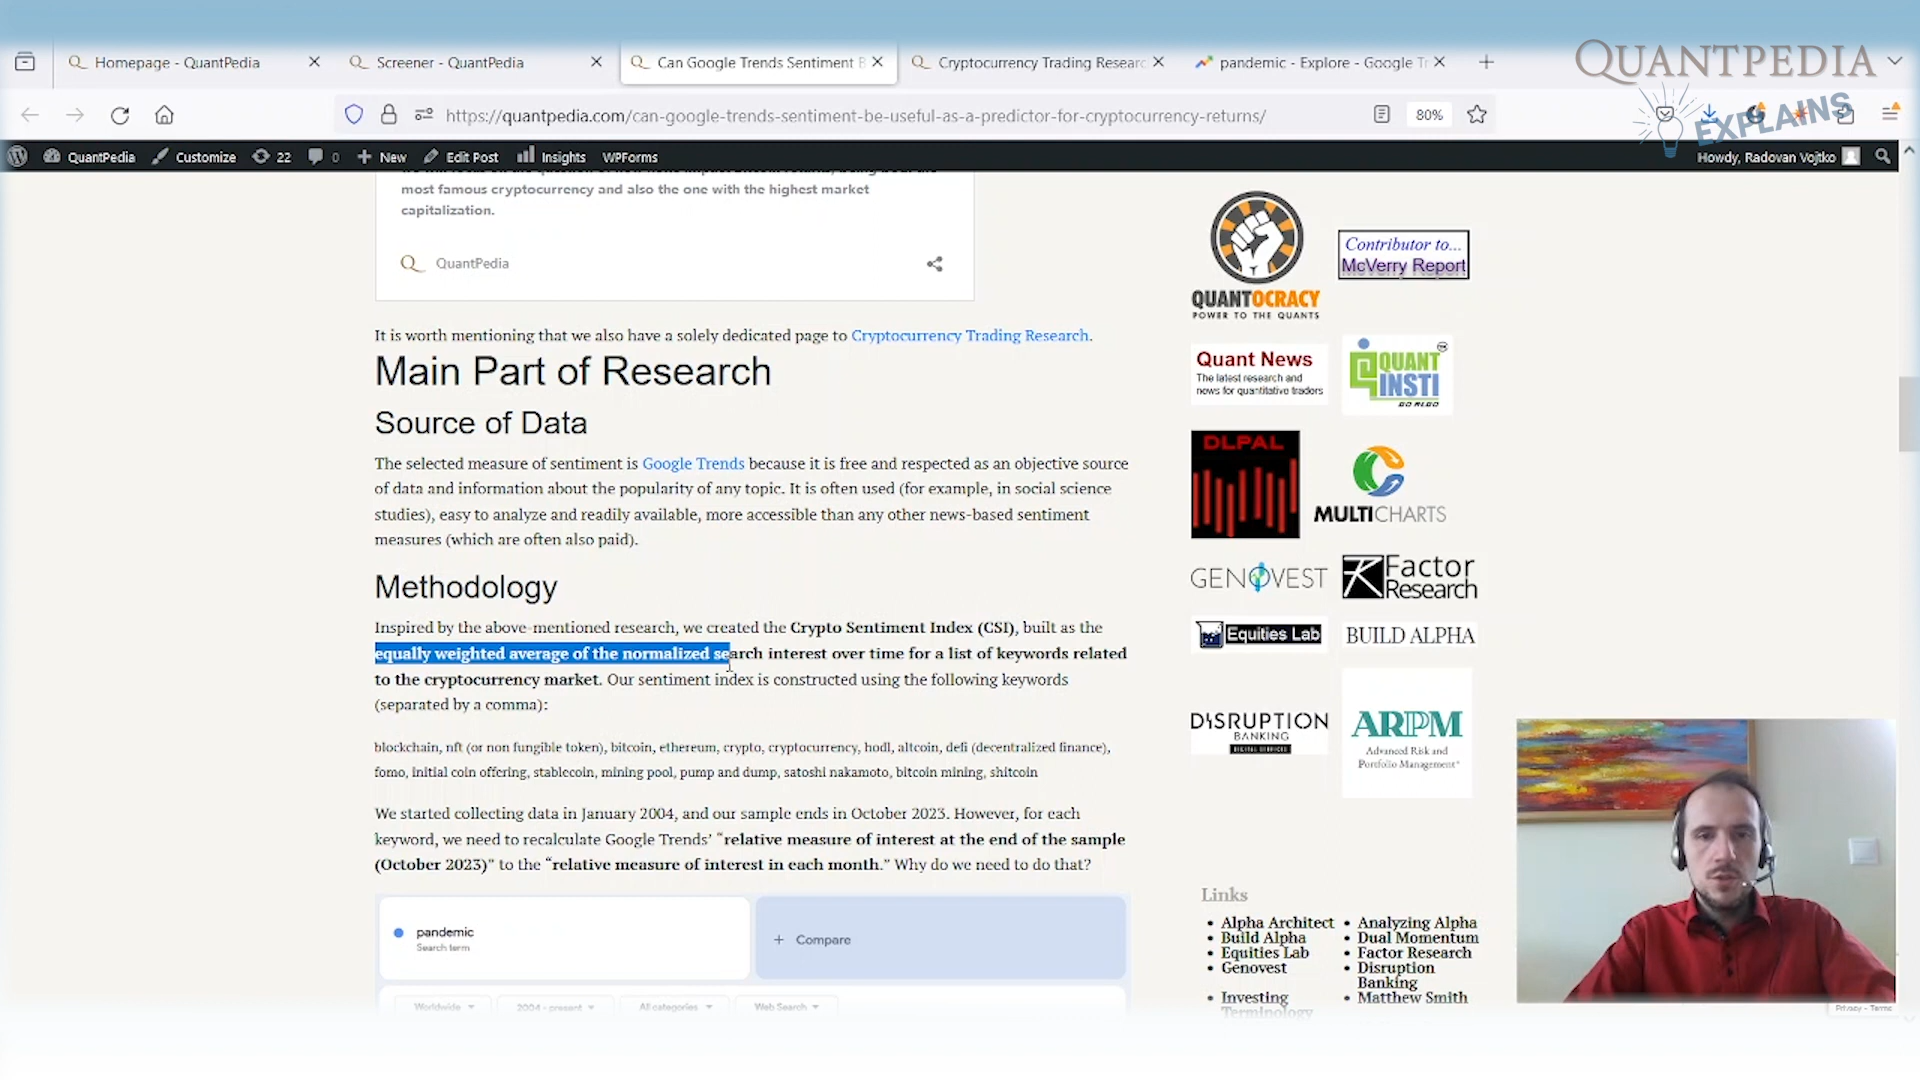 Homepage - QuantPedia
Screener - QuantPedia
Can Google Trends Sentiment B
Cryptocurrency Trading Researc
pandemic - Explore - Google Tr
QUANTPEDIA
EXPLAINS
https://quantpedia.com/can-google-trends-sentiment-be-useful-as-a-predictor-for-cryptocurrency-returns/
80%
QuantPedia
Customize
22
0
New
Edit Post
Insights
WPForms
Howdy, Radovan Vojtko
most famous cryptocurrency and also the one with the highest market
capitalization.
QuantPedia
It is worth mentioning that we also have a solely dedicated page to Cryptocurrency Trading Research.
Main Part of Research
Source of Data
The selected measure of sentiment is Google Trends because it is free and respected as an objective source
of data and information about the popularity of any topic. It is often used (for example, in social science
studies), easy to analyze and readily available, more accessible than any other news-based sentiment
measures (which are often also paid).
Methodology
Inspired by the above-mentioned research, we created the Crypto Sentiment Index (CSI), built as the
equally weighted average of the normalized search interest over time for a list of keywords related
to the cryptocurrency market. Our sentiment index is constructed using the following keywords
(separated by a comma):
blockchain, nft (or non fungible token), bitcoin, ethereum, crypto, cryptocurrency, hodl, altcoin, defi (decentralized finance),
fomo, initial coin offering, stablecoin, mining pool, pump and dump, satoshi nakamoto, bitcoin mining, shitcoin
We started collecting data in January 2004, and our sample ends in October 2023. However, for each
keyword, we need to recalculate Google Trends’ “relative measure of interest at the end of the sample
(October 2023)” to the “relative measure of interest in each month.” Why do we need to do that?
pandemic
Search term
+ Compare
Worldwide
2004 - present
All categories
Web Search
QUANTOCRACY
POWER TO THE QUANTS
Contributor to...
McVerry Report
Quant News
The latest research and
news for quantitative traders
QUANT
INSTI
DLPAL
MULTICHARTS
GENOVEST
Factor
Research
Equities Lab
BUILD ALPHA
DISRUPTION
BANKING
ARPM
Advanced Risk and
Portfolio Management
Links
Alpha Architect
Build Alpha
Equities Lab
Genovest
Investing
Terminology
Analyzing Alpha
Dual Momentum
Factor Research
Disruption
Banking
Matthew Smith
Privacy - Terms